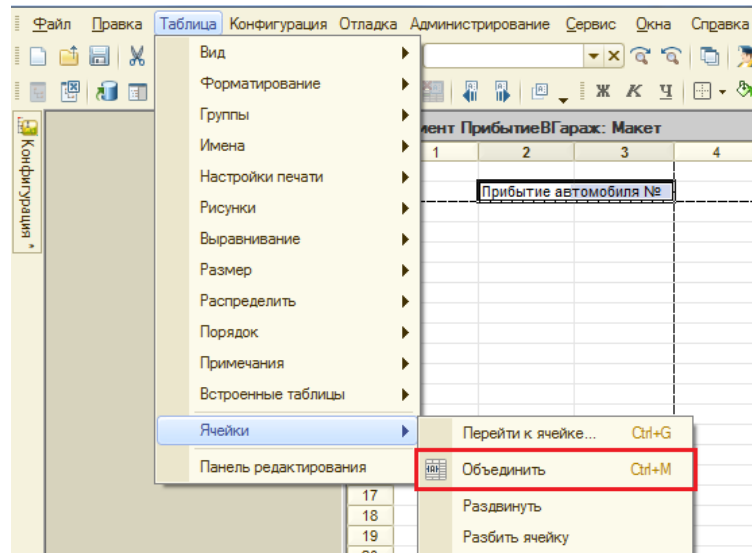 Файл Правка Таблица Конфигурация Отладка Администрирование Сервис Окна Справка
Вид
Форматирование
Ж К Ч
Группы
мент ПрибытиеВГараж: Макет
Имена
1 2 3 4
Настройки печати
Прибытие автомобиля №
Рисунки
Конфигурация
Выравнивание
Размер
Распределить
Порядок
Примечания
Встроенные таблицы
Ячейки
Перейти к ячейке... Ctrl+G
Панель редактирования
Объединить Ctrl+M
17
Раздвинуть
18
19
Разбить ячейку